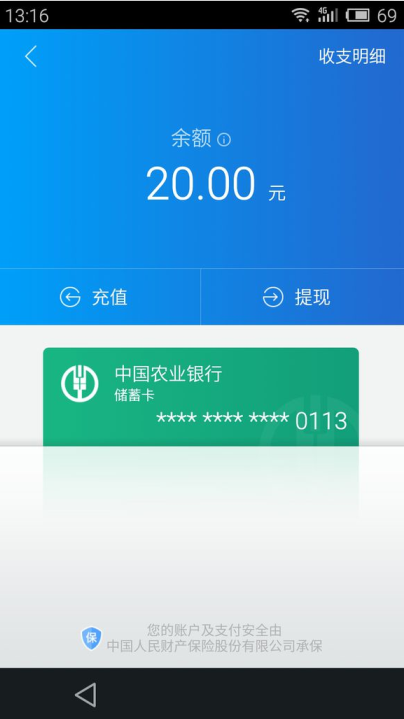 13:16 4G 69
收支明细
余额
20.00 元
充值 提现
中国农业银行
储蓄卡
**** **** **** 0113
保 您的账户及支付安全由
中国人民财产保险股份有限公司承保